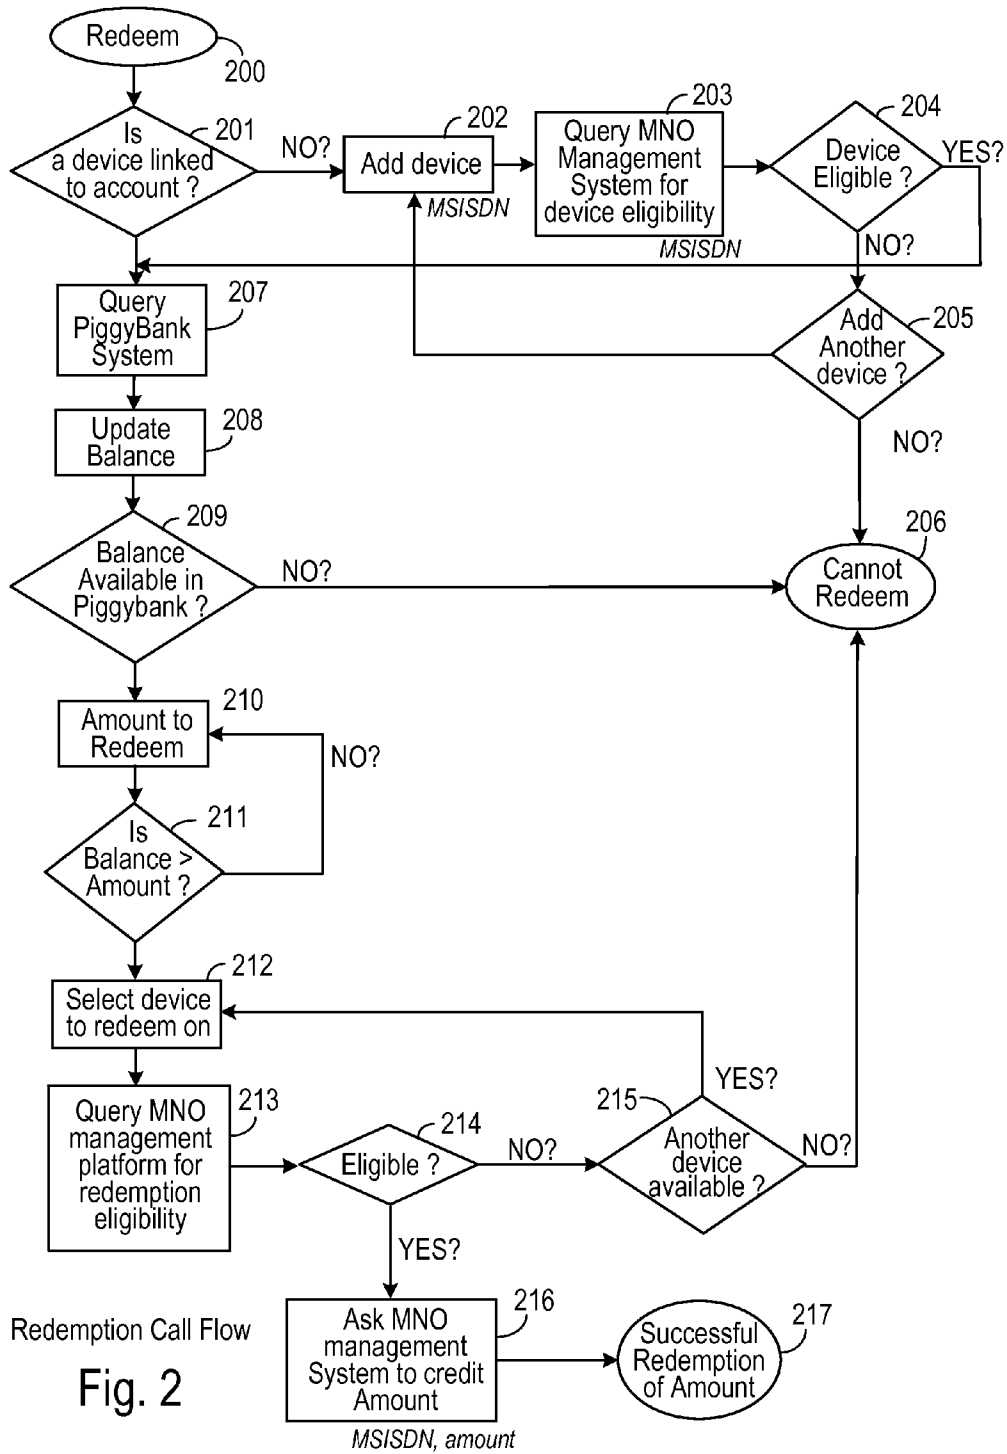 Redeem
200
Is
a device linked
to account ?
201
NO?
Add device
202
MSISDN
Query MNO
Management
System for
device eligibility
203
MSISDN
Device
Eligible ?
204
YES?
NO?
Add
Another
device ?
205
NO?
Cannot
Redeem
206
Query
PiggyBank
System
207
Update
Balance
208
Balance
Available in
Piggybank ?
209
NO?
Amount to
Redeem
210
NO?
Is
Balance >
Amount ?
211
Select device
to redeem on
212
Query MNO
management
platform for
redemption
eligibility
213
Eligible ?
214
NO?
YES?
Another
device
available ?
215
YES?
NO?
Ask MNO
management
System to credit
Amount
216
MSISDN, amount
Successful
Redemption
of Amount
217
Redemption Call Flow
Fig. 2